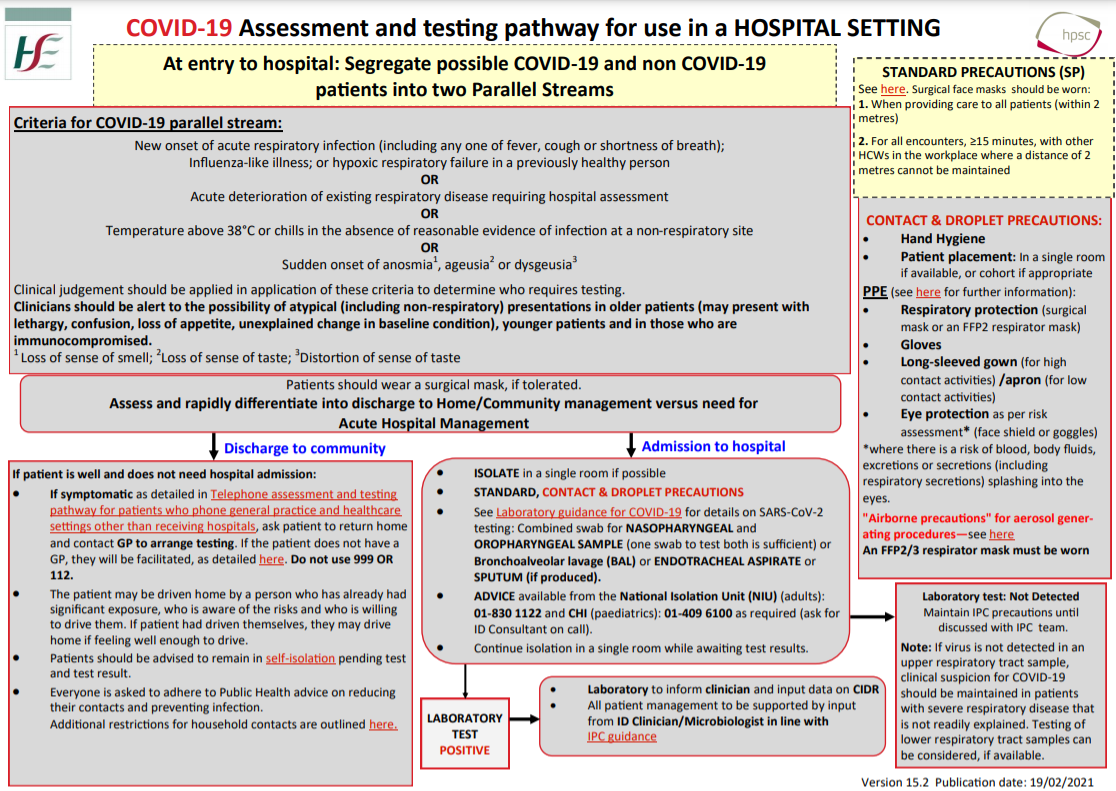 COVID-19 Assessment and testing pathway for use in a HOSPITAL SETTING
HSE
hpsc
At entry to hospital: Segregate possible COVID-19 and non COVID-19
patients into two Parallel Streams
STANDARD PRECAUTIONS (SP)
See here. Surgical face masks should be worn:
1. When providing care to all patients (within 2
metres)
2. For all encounters, ≥15 minutes, with other
HCWs in the workplace where a distance of 2
metres cannot be maintained
Criteria for COVID-19 parallel stream:
New onset of acute respiratory infection (including any one of fever, cough or shortness of breath);
Influenza-like illness; or hypoxic respiratory failure in a previously healthy person
OR
Acute deterioration of existing respiratory disease requiring hospital assessment
OR
Temperature above 38°C or chills in the absence of reasonable evidence of infection at a non-respiratory site
OR
Sudden onset of anosmia¹, ageusia² or dysgeusia³
Clinical judgement should be applied in application of these criteria to determine who requires testing.
Clinicians should be alert to the possibility of atypical (including non-respiratory) presentations in older patients (may present with
lethargy, confusion, loss of appetite, unexplained change in baseline condition), younger patients and in those who are
immunocompromised.
¹ Loss of sense of smell; ²Loss of sense of taste; ³Distortion of sense of taste
CONTACT & DROPLET PRECAUTIONS:
• Hand Hygiene
• Patient placement: In a single room
if available, or cohort if appropriate
PPE (see here for further information):
• Respiratory protection (surgical
mask or an FFP2 respirator mask)
• Gloves
• Long-sleeved gown (for high
contact activities) /apron (for low
contact activities)
• Eye protection as per risk
assessment* (face shield or goggles)
*where there is a risk of blood, body fluids,
excretions or secretions (including
respiratory secretions) splashing into the
eyes.
"Airborne precautions" for aerosol gener-
ating procedures—see here
An FFP2/3 respirator mask must be worn
Patients should wear a surgical mask, if tolerated.
Assess and rapidly differentiate into discharge to Home/Community management versus need for
Acute Hospital Management
Discharge to community
Admission to hospital
If patient is well and does not need hospital admission:
• If symptomatic as detailed in Telephone assessment and testing
pathway for patients who phone general practice and healthcare
settings other than receiving hospitals, ask patient to return home
and contact GP to arrange testing. If the patient does not have a
GP, they will be facilitated, as detailed here. Do not use 999 OR
112.
• The patient may be driven home by a person who has already had
significant exposure, who is aware of the risks and who is willing
to drive them. If patient had driven themselves, they may drive
home if feeling well enough to drive.
• Patients should be advised to remain in self-isolation pending test
and test result.
• Everyone is asked to adhere to Public Health advice on reducing
their contacts and preventing infection.
Additional restrictions for household contacts are outlined here.
• ISOLATE in a single room if possible
• STANDARD, CONTACT & DROPLET PRECAUTIONS
• See Laboratory guidance for COVID-19 for details on SARS-CoV-2
testing: Combined swab for NASOPHARYNGEAL and
OROPHARYNGEAL SAMPLE (one swab to test both is sufficient) or
Bronchoalveolar lavage (BAL) or ENDOTRACHEAL ASPIRATE or
SPUTUM (if produced).
• ADVICE available from the National Isolation Unit (NIU) (adults):
01-830 1122 and CHI (paediatrics): 01-409 6100 as required (ask for
ID Consultant on call).
• Continue isolation in a single room while awaiting test results.
Laboratory test: Not Detected
Maintain IPC precautions until
discussed with IPC team.
Note: If virus is not detected in an
upper respiratory tract sample,
clinical suspicion for COVID-19
should be maintained in patients
with severe respiratory disease that
is not readily explained. Testing of
lower respiratory tract samples can
be considered, if available.
LABORATORY
TEST
POSITIVE
• Laboratory to inform clinician and input data on CIDR
• All patient management to be supported by input
from ID Clinician/Microbiologist in line with
IPC guidance
Version 15.2 Publication date: 19/02/2021